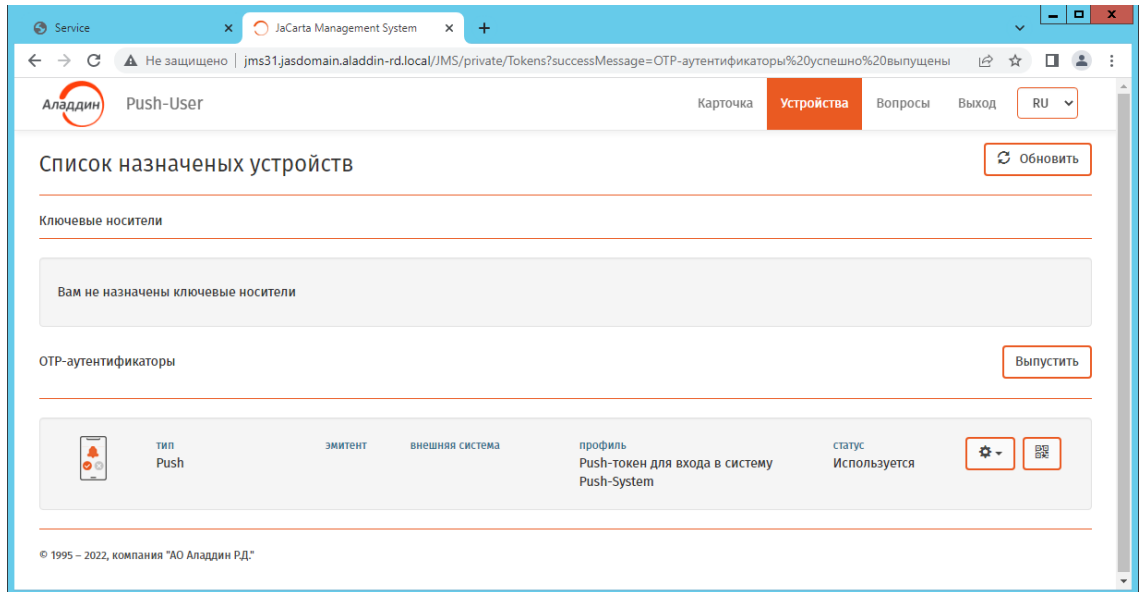 Service
JaCarta Management System
Не защищено jms31.jasdomain.aladdin-rd.local/JMS/private/Tokens?successMessage=OTP-аутентификаторы%20успешно%20выпущены
Аладдин Push-User Карточка Устройства Вопросы Выход RU
Список назначеных устройств Обновить
Ключевые носители
Вам не назначены ключевые носители
OTP-аутентификаторы Выпустить
тип эмитент внешняя система профиль статус
Push Push-токен для входа в систему Используется
Push-System
© 1995 – 2022, компания "АО Аладдин Р.Д."